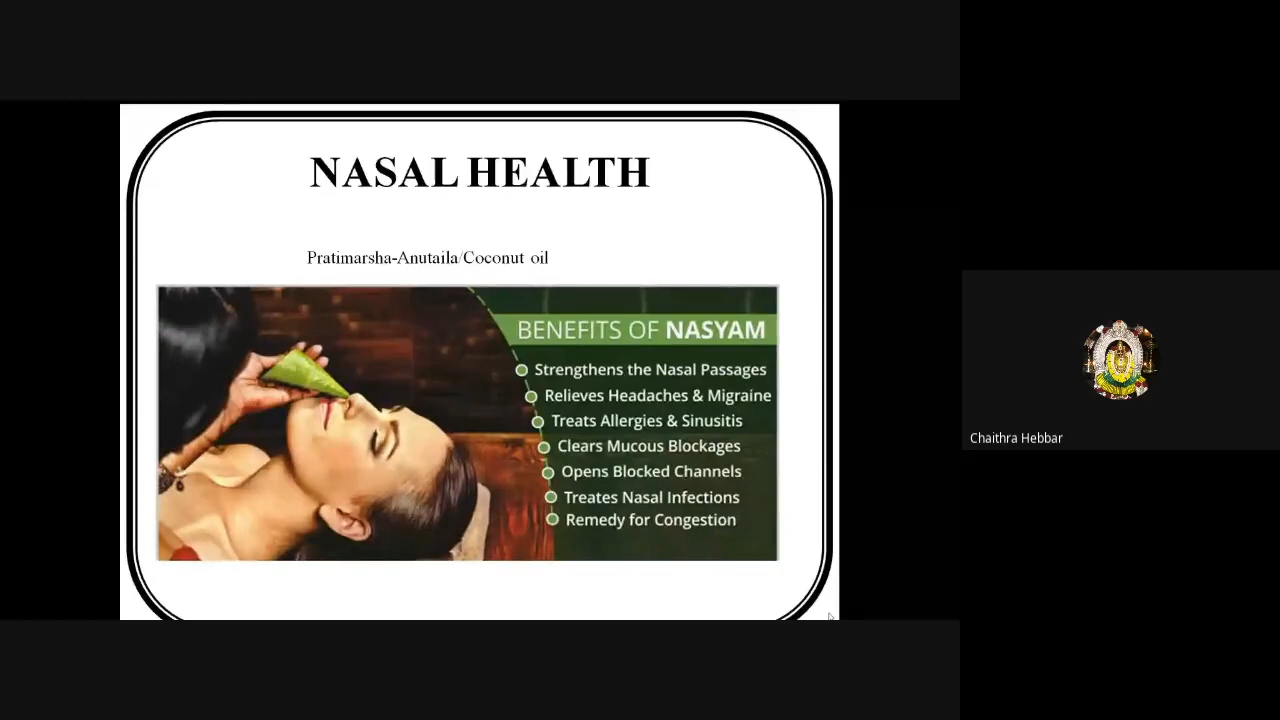 NASAL HEALTH
Pratimarsha-Anutaila/Coconut oil
BENEFITS OF NASYAM
Strengthens the Nasal Passages
Relieves Headaches & Migraine
Treats Allergies & Sinusitis
Clears Mucous Blockages
Opens Blocked Channels
Treates Nasal Infections
Remedy for Congestion
Chaithra Hebbar